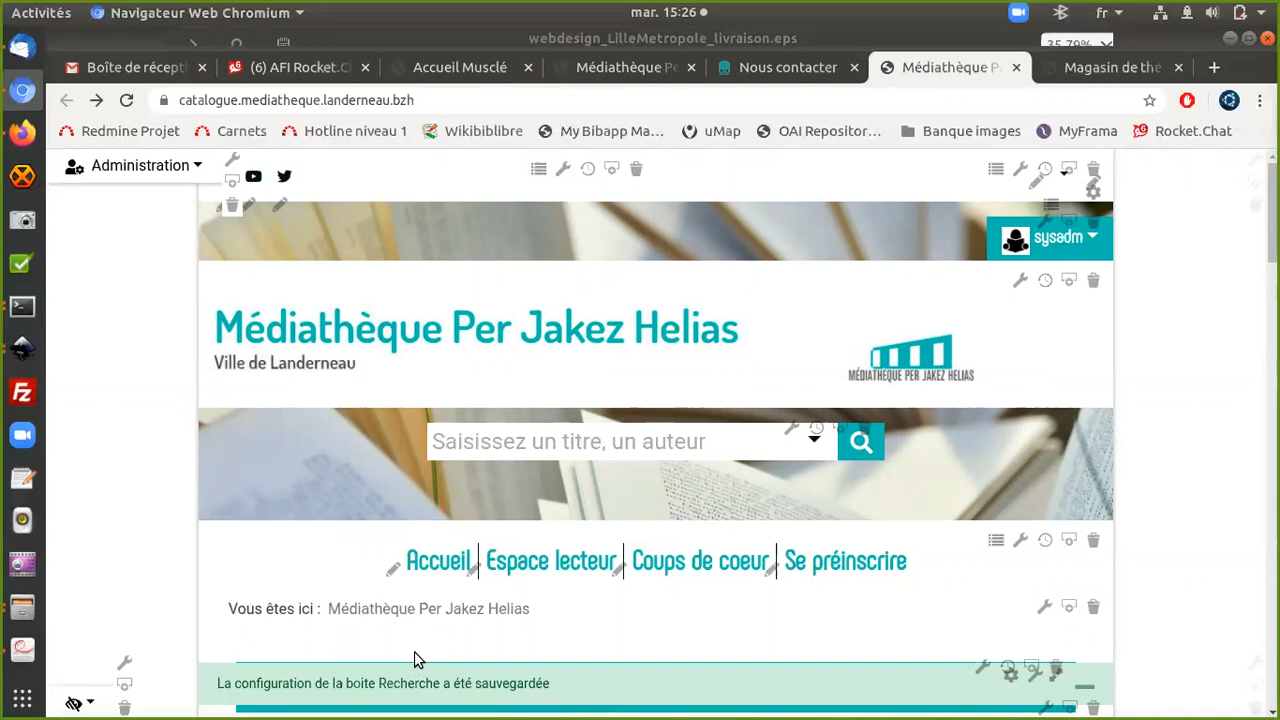 Activités Navigateur Web Chromium mar. 15:26 fr
webdesign_LilleMetropole_livraison.eps 35,79%
Boîte de récept (6) AFI Rocket.C Accueil Musclé Médiathèque Pe Nous contacter Médiathèque P Magasin de thè
catalogue.mediatheque.landerneau.bzh
Redmine Projet Carnets Hotline niveau 1 Wikibiblibre My Bibapp Ma... uMap OAI Repositor... Banque images MyFrama Rocket.Chat
Administration
sysadm
Médiathèque Per Jakez Helias
Ville de Landerneau
MÉDIATHÈQUE PER JAKEZ HELIAS
Saisissez un titre, un auteur
Accueil Espace lecteur Coups de coeur Se préinscrire
Vous êtes ici : Médiathèque Per Jakez Helias
La configuration de la boite Recherche a été sauvegardée